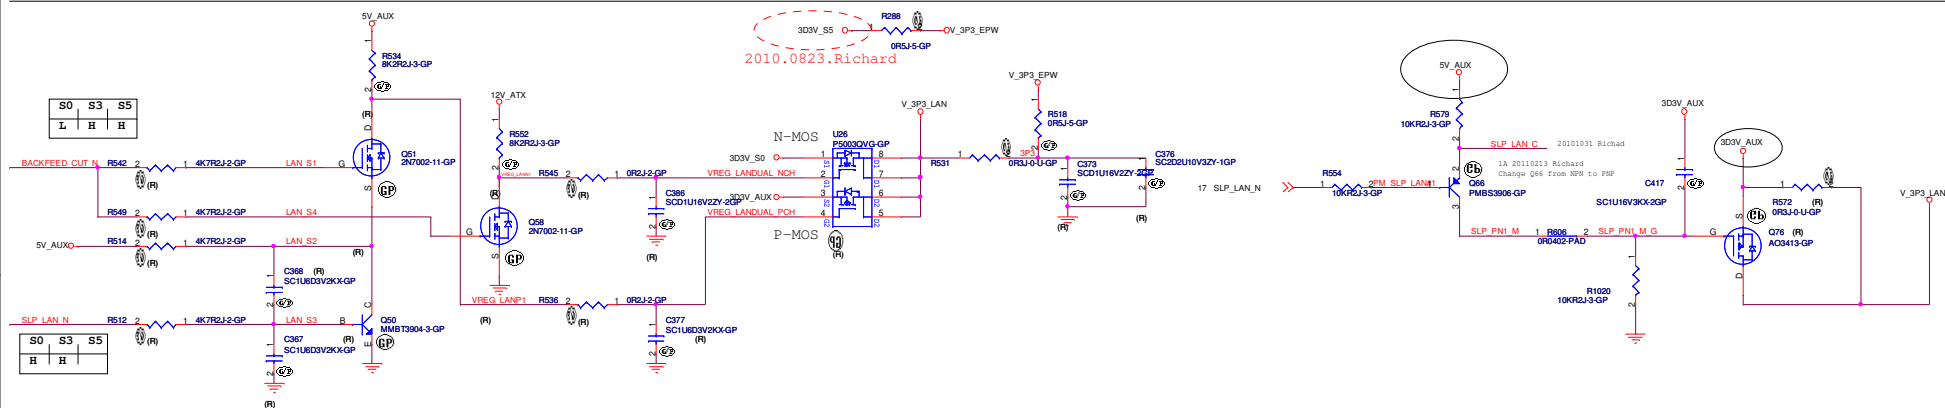 5V_AUX
R534
8K2R2J-3-GP
S0 S3 S5
L H H
BACKFEED_CUT_N
R542
4K7R2J-2-GP
LAN_S1
Q51
2N7002-11-GP
R549
4K7R2J-2-GP
LAN_S4
5V_AUX
R514
4K7R2J-2-GP
LAN_S2
C368
SC1U6D3V2KX-GP
SLP_LAN_N
R512
4K7R2J-2-GP
LAN_S3
Q50
MMBT3904-3-GP
S0 S3 S5
H H
C367
SC1U6D3V2KX-GP
12V_ATX
R552
8K2R2J-3-GP
VREG_LANN1
Q58
2N7002-11-GP
R545
0R2J-2-GP
VREG_LANDUAL_NCH
C386
SCD1U16V2ZY-2GP
VREG_LANDUAL_PCH
VREG_LANP1
R536
0R2J-2-GP
C377
SC1U6D3V2KX-GP
3D3V_S5
R288
0R5J-5-GP
V_3P3_EPW
2010.0823.Richard
N-MOS
P-MOS
U26
P5003QVG-GP
3D3V_S0
3D3V_AUX
V_3P3_LAN
R531
0R3J-0-U-GP
V_3P3_EPW
R518
0R5J-5-GP
C373
SCD1U16V2ZY-2GP
C376
SC2D2U10V3ZY-1GP
5V_AUX
R579
10KR2J-3-GP
SLP_LAN_C
20101031 Richad
1A 20110213 Richard
Change Q66 from NPN to PNP
17 SLP_LAN_N
R554
10KR2J-3-GP
PM_SLP_LAN#1
Q66
PMBS3906-GP
SLP_PN1_M
R606
0R0402-PAD
SLP_PN1_M_G
R1020
10KR2J-3-GP
3D3V_AUX
C417
SC1U16V3KX-2GP
3D3V_AUX
R572
0R3J-0-U-GP
Q76
AO3413-GP
V_3P3_LAN